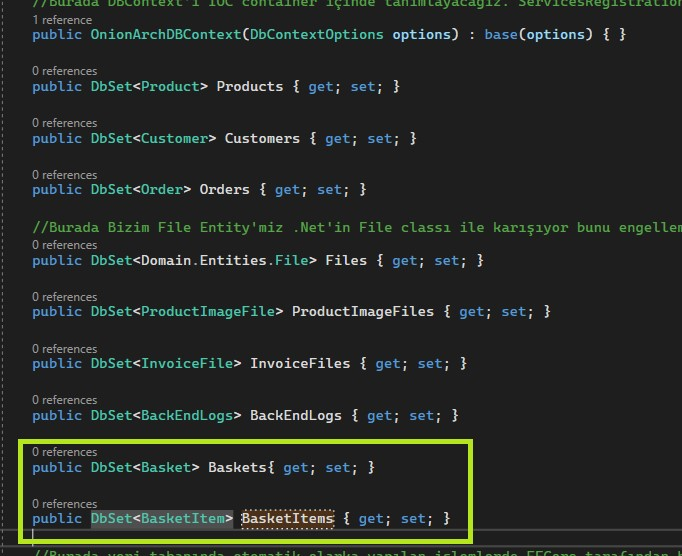 //Burada DbContext'i IOC container içinde tanımlayacağız. ServicesRegistration
1 reference
public OnionArchDBContext(DbContextOptions options) : base(options) { }
0 references
public DbSet<Product> Products { get; set; }
0 references
public DbSet<Customer> Customers { get; set; }
0 references
public DbSet<Order> Orders { get; set; }
//Burada Bizim File Entity'miz .Net'in File classı ile karışıyor bunu engellem
0 references
public DbSet<Domain.Entities.File> Files { get; set; }
0 references
public DbSet<ProductImageFile> ProductImageFiles { get; set; }
0 references
public DbSet<InvoiceFile> InvoiceFiles { get; set; }
0 references
public DbSet<BackEndLogs> BackEndLogs { get; set; }
0 references
public DbSet<Basket> Baskets{ get; set; }
0 references
public DbSet<BasketItem> BasketItems { get; set; }
//Burada veri tabanında otomatik olarka yapılan işlemlerde EFCore tarafından